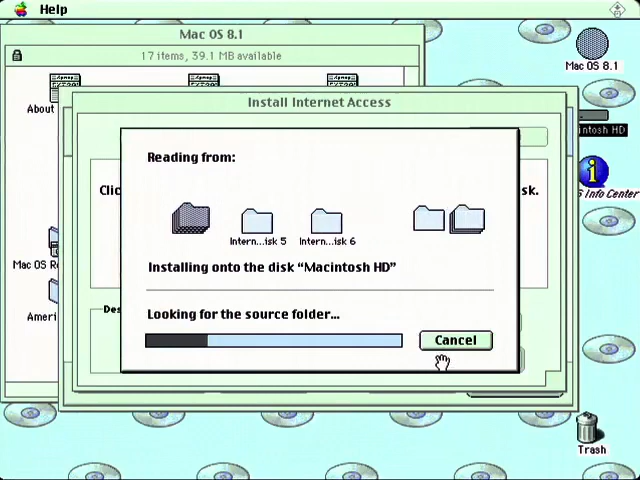 Help
Mac OS 8.1
17 items, 39.1 MB available
Mac OS 8.1
About
Install Internet Access
intosh HD
Reading from:
Clic
sk.
S Info Center
Intern...isk 5
Intern...isk 6
Mac OS R
Installing onto the disk “Macintosh HD”
Des
Looking for the source folder...
Ameri
Cancel
Trash